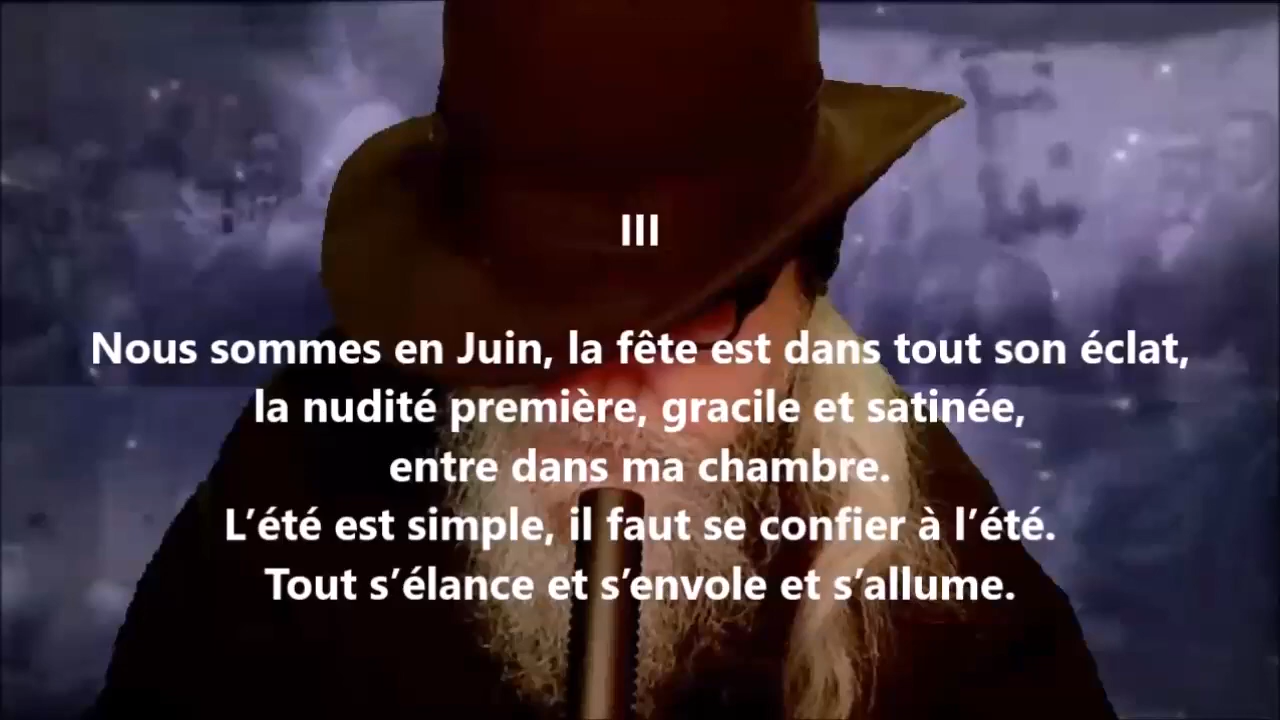 III
Nous sommes en Juin, la fête est dans tout son éclat,
la nudité première, gracile et satinée,
entre dans ma chambre.
L’été est simple, il faut se confier à l’été.
Tout s’élance et s’envole et s’allume.